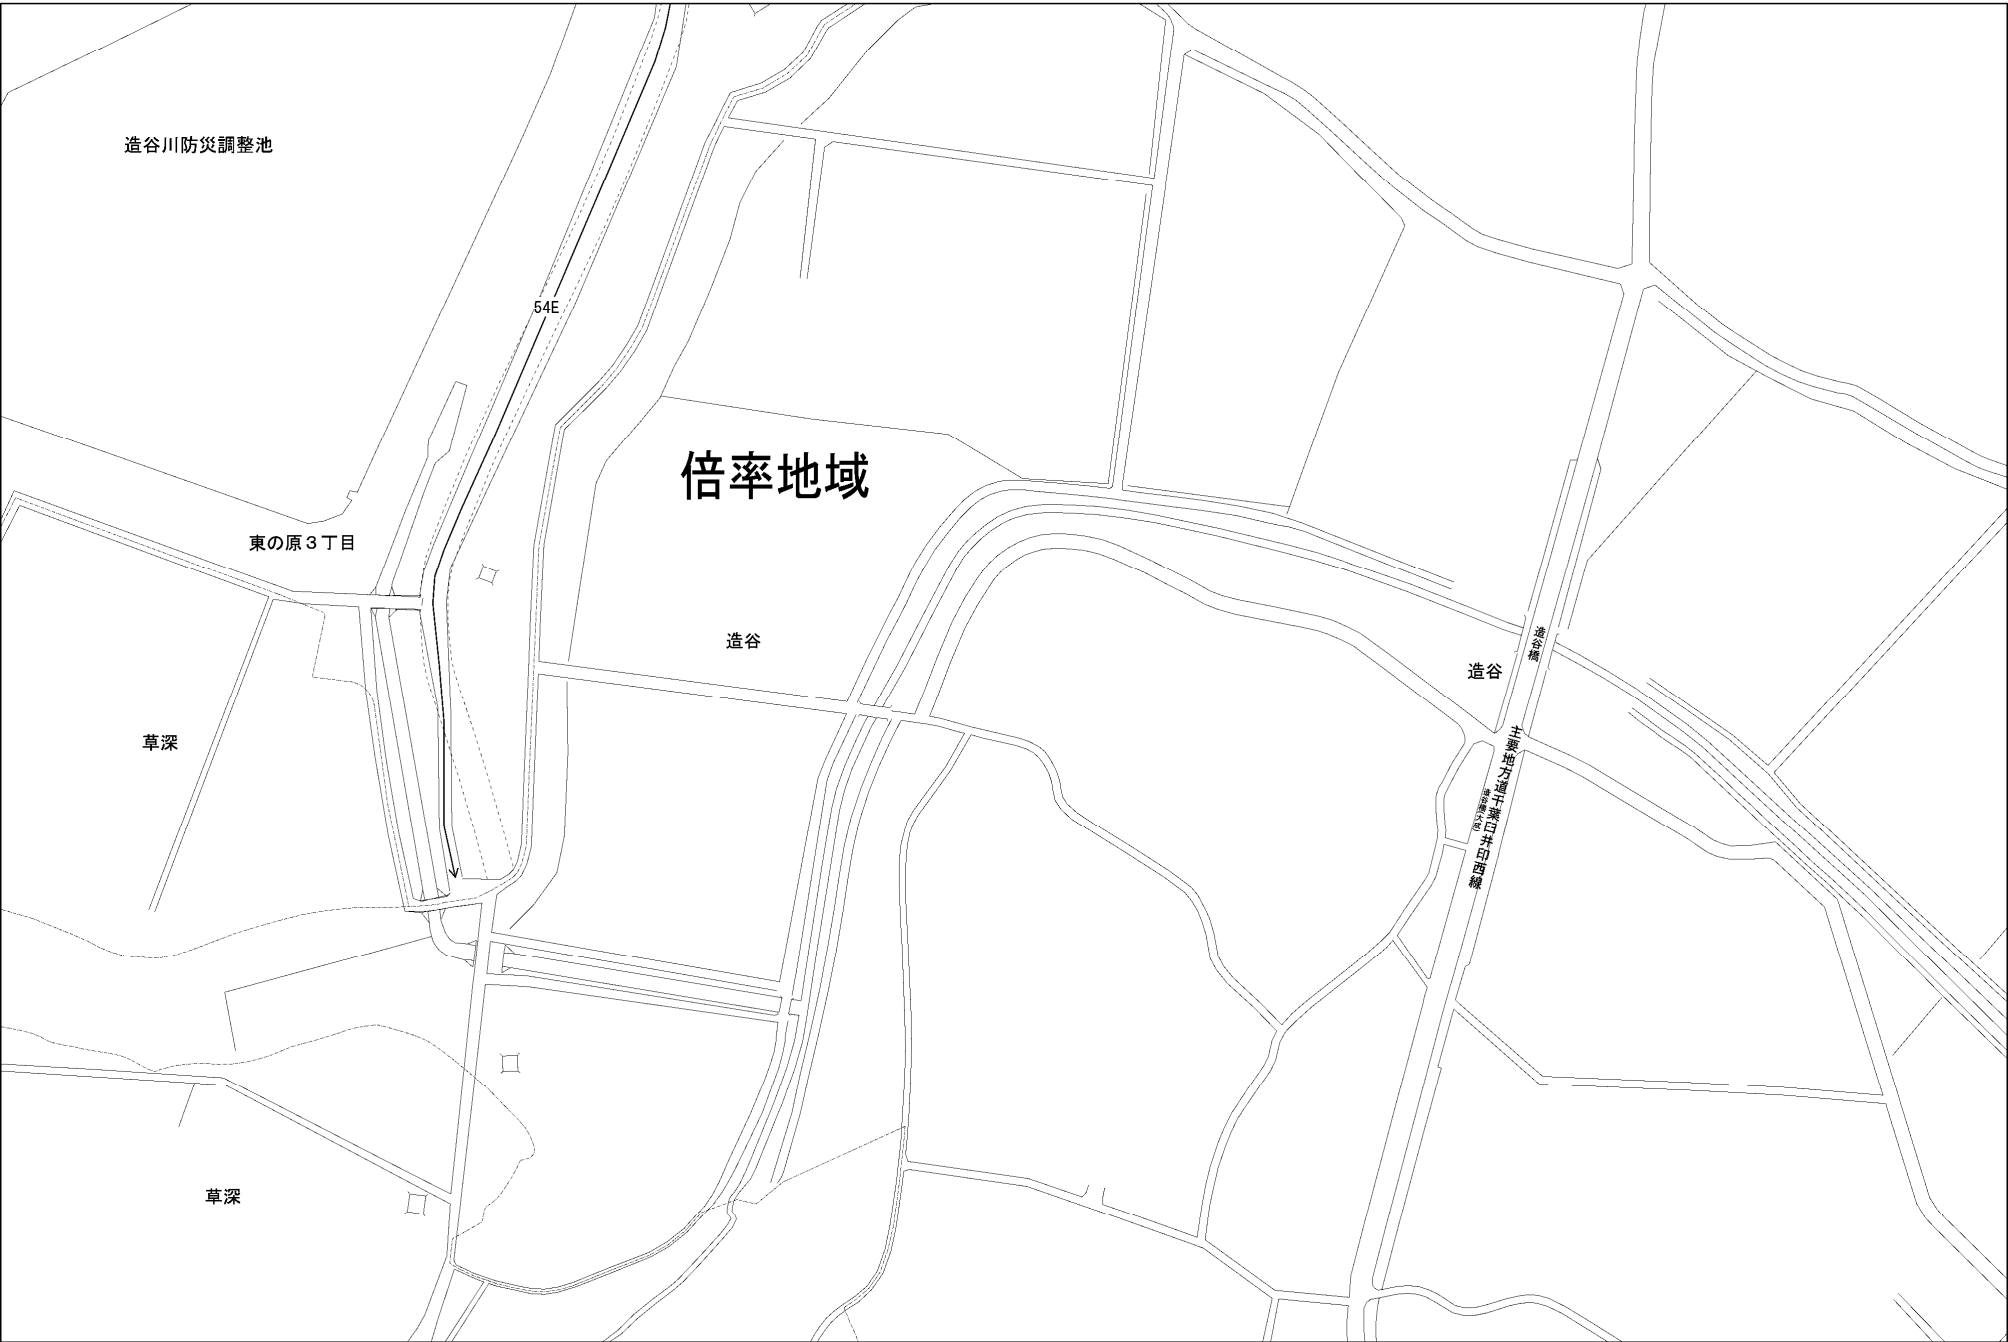 造谷川防災調整池
54E
倍率地域
東の原3丁目
造谷
造谷橋
造谷
草深
主要地方道千葉臼井印西線
草深